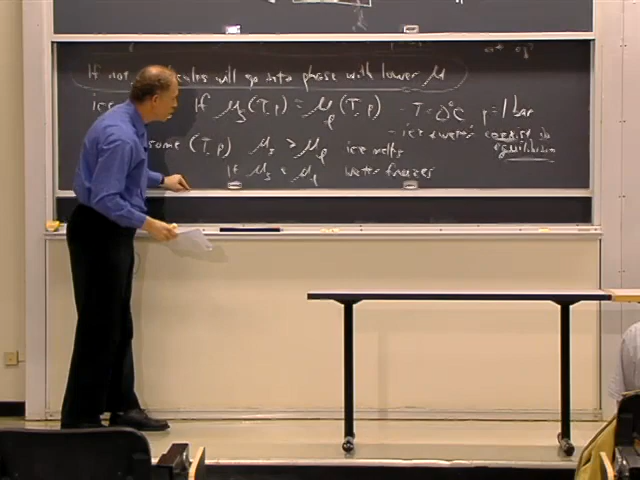 If not molecules will go into phase with lower μ
ice If μs (T,p) = μℓ (T,p) - T = 0°C p = 1 bar
- ice & water coexist in equilibrium
some (T,p) μs > μℓ ice melts
If μs < μℓ water freezes